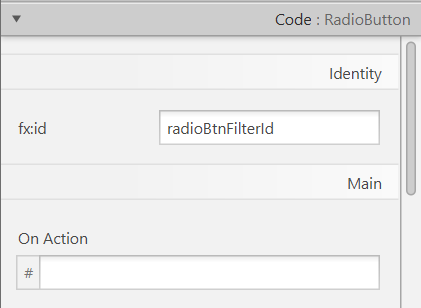 Code : RadioButton
Identity
fx:id
radioBtnFilterId
Main
On Action
#